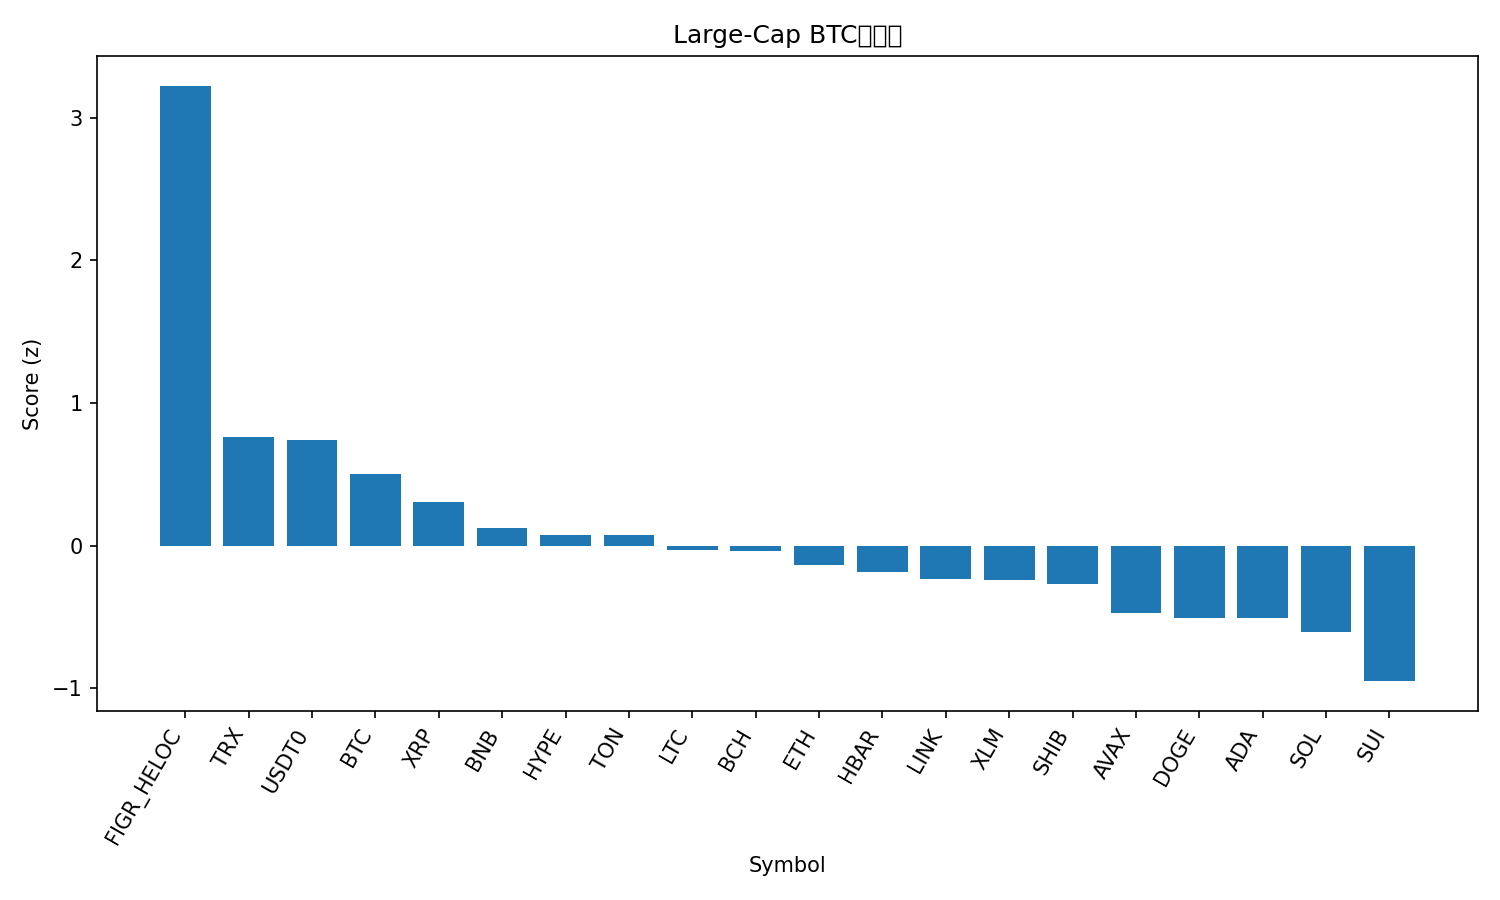 Large-Cap BTC
Score (z)
3
2
1
0
−1
FIGR_HELOC
TRX
USDT0
BTC
XRP
BNB
HYPE
TON
LTC
BCH
ETH
HBAR
LINK
XLM
SHIB
AVAX
DOGE
ADA
SOL
SUI
Symbol